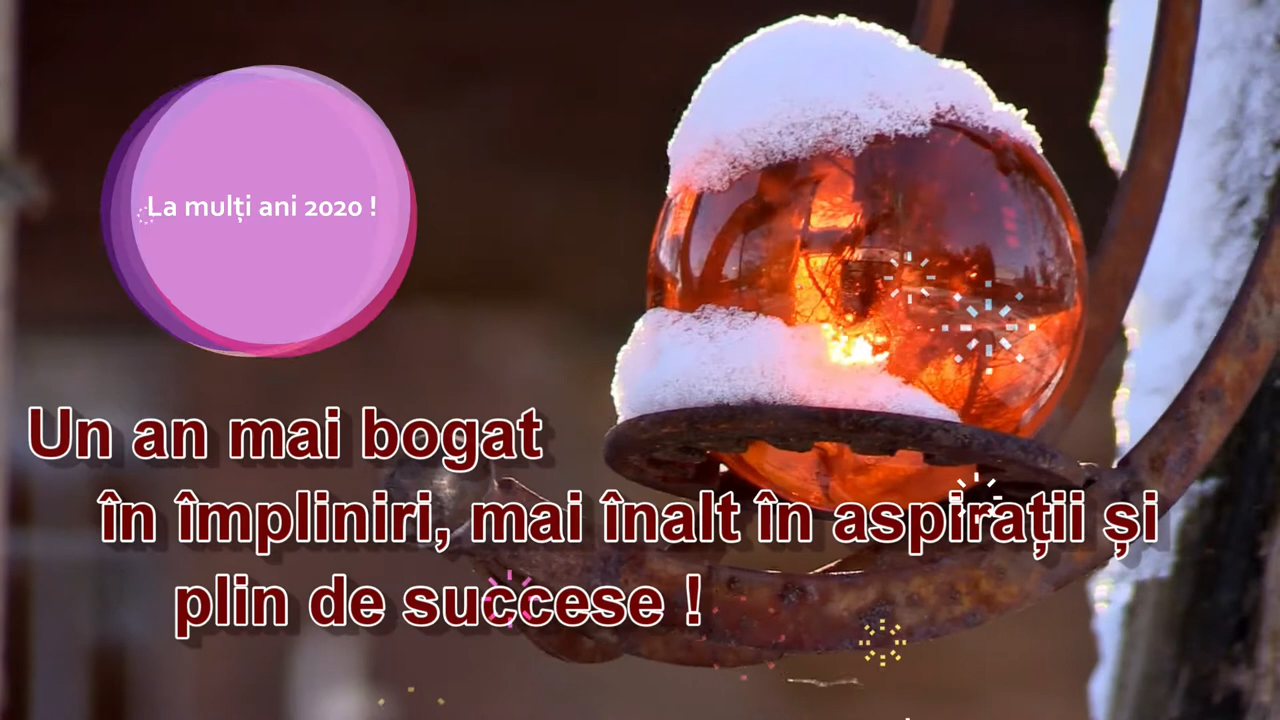 La mulți ani 2020 !
Un an mai bogat
în împliniri, mai înalt în aspirații și
plin de succese !